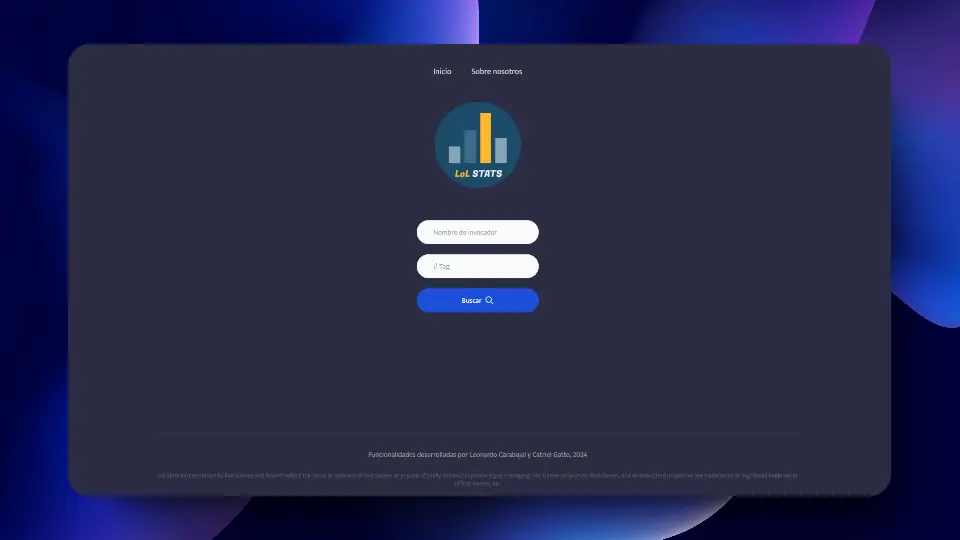 Inicio Sobre nosotros
LoL STATS
Nombre de invocador
# Tag
Buscar
Funcionalidades desarrolladas por Leonardo Carabajal y Catriel Gatto, 2024
endorsed by Riot Games and doesn't reflect the views or opinions of Riot Games or anyone officially involved in producing or managing Riot Games properties. Riot Games, and all associated properties are trademarks or registered trademarks
of Riot Games, Inc.